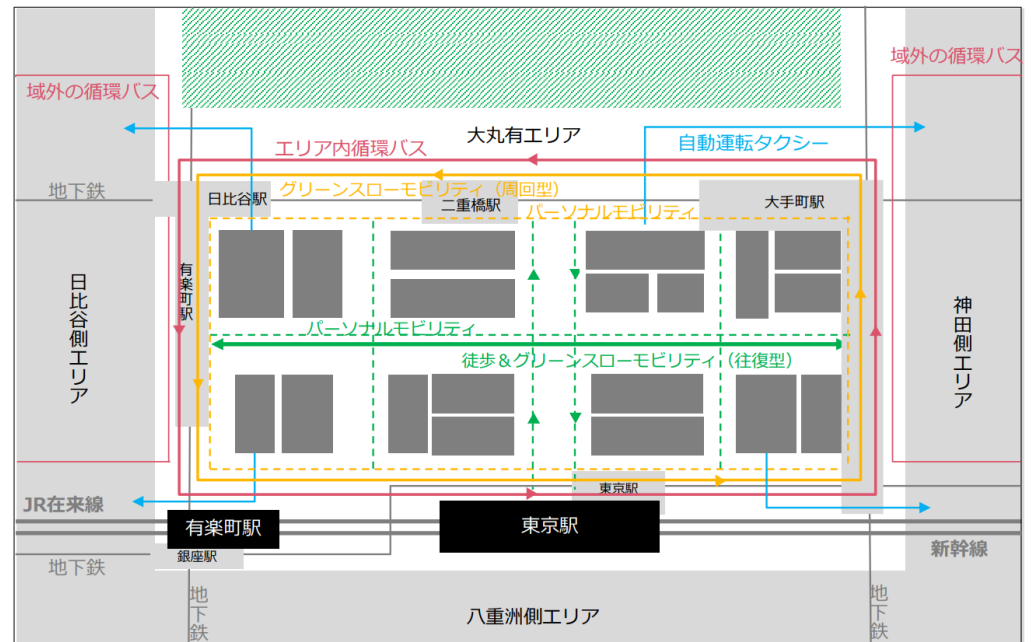 域外の循環バス
域外の循環バス
大丸有エリア
自動運転タクシー
エリア内循環バス
地下鉄
グリーンスローモビリティ（周回型）
日比谷駅
二重橋駅
大手町駅
パーソナルモビリティ
有楽町駅
日比谷側エリア
神田側エリア
パーソナルモビリティ
徒歩＆グリーンスローモビリティ（往復型）
東京駅
JR在来線
有楽町駅
東京駅
新幹線
銀座駅
地下鉄
地下鉄
地下鉄
八重洲側エリア